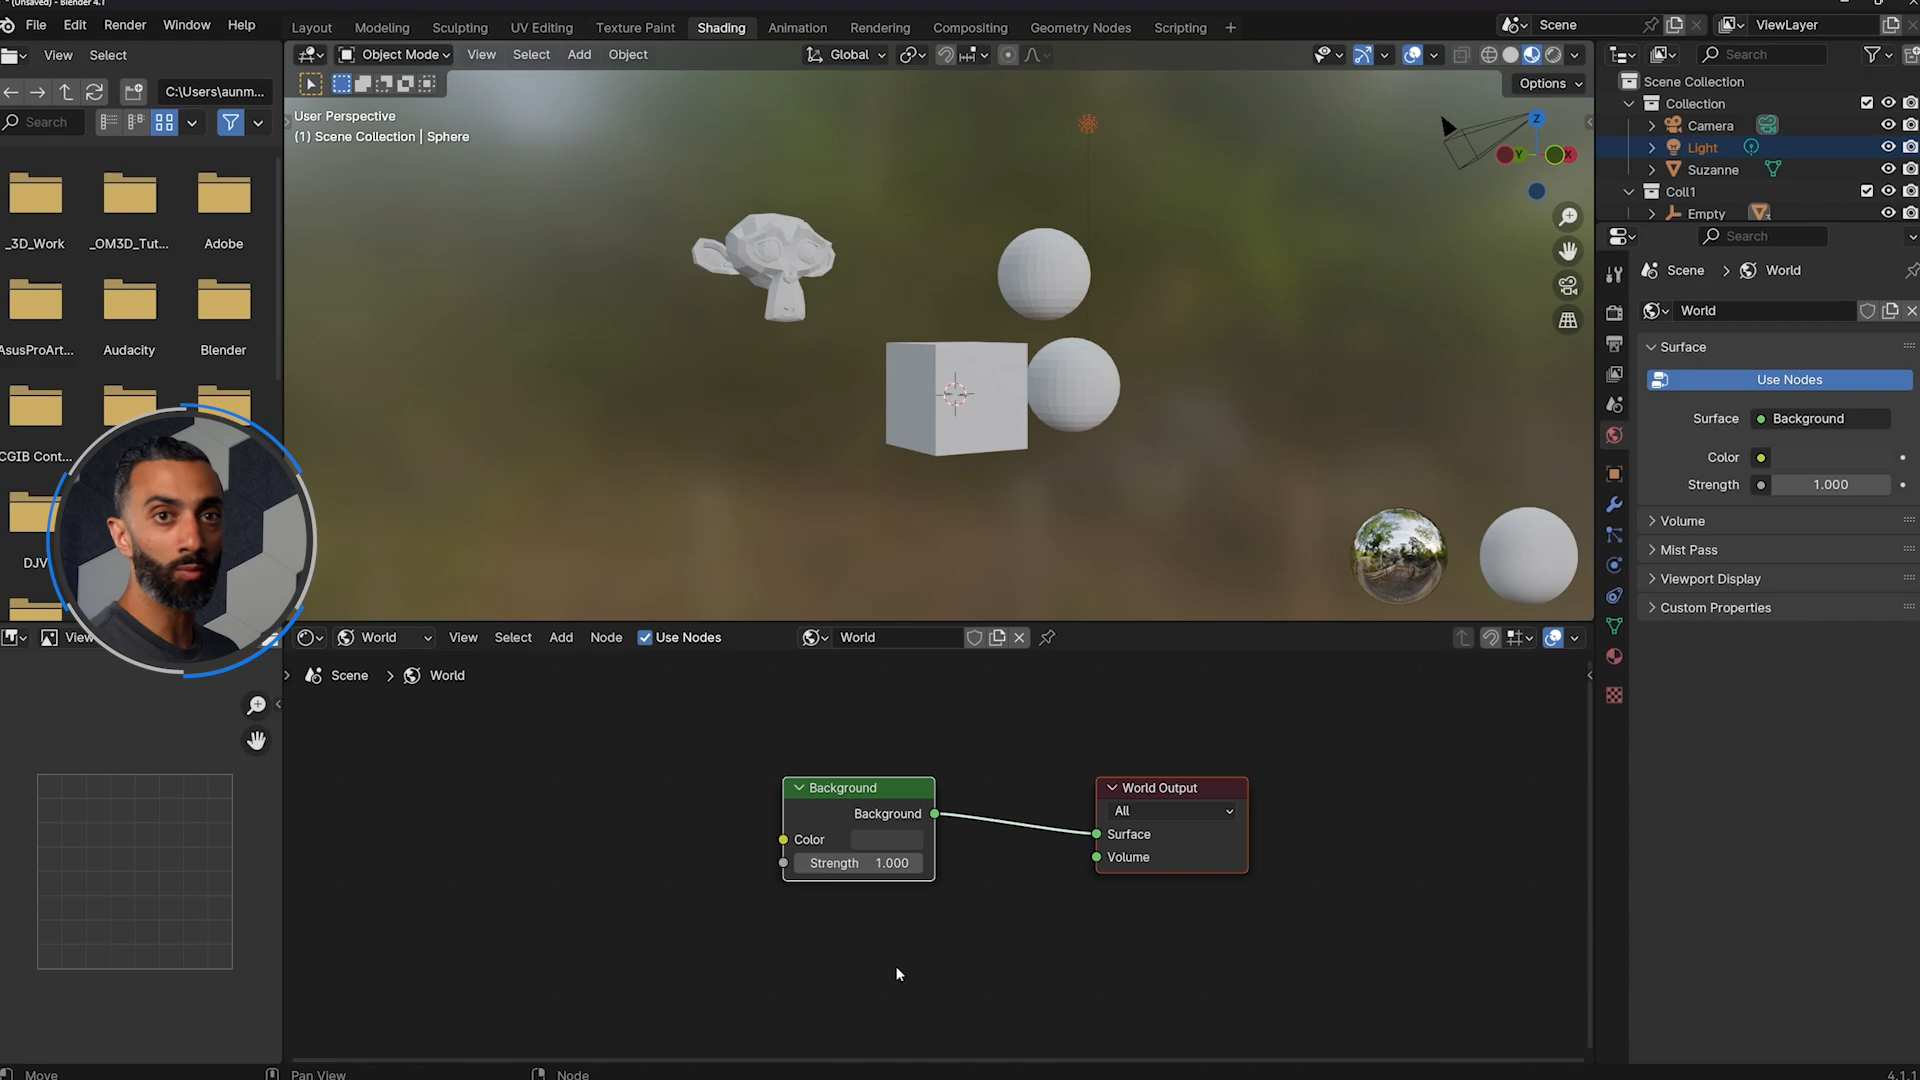 (Unsaved) - Blender 4.1
File Edit Render Window Help
Layout Modeling Sculpting UV Editing Texture Paint Shading Animation Rendering Compositing Geometry Nodes Scripting +
Scene
ViewLayer
View Select
Object Mode View Select Add Object
Global
Search
C:\Users\aunm...
Options
Search
User Perspective
(1) Scene Collection | Sphere
Z
Y
X
Scene Collection
Collection
Camera
Light
Suzanne
Coll1
Empty
Search
_3D_Work
_OM3D_Tut...
Adobe
AsusProArt...
Audacity
Blender
CGIB Cont...
DJV
Scene > World
World
Surface
Use Nodes
Surface Background
Color
Strength 1.000
Volume
Mist Pass
Viewport Display
Custom Properties
View
World View Select Add Node Use Nodes
World
Scene > World
Background
Background
Color
Strength 1.000
World Output
All
Surface
Volume
Move
Pan View
Node
4.1.1